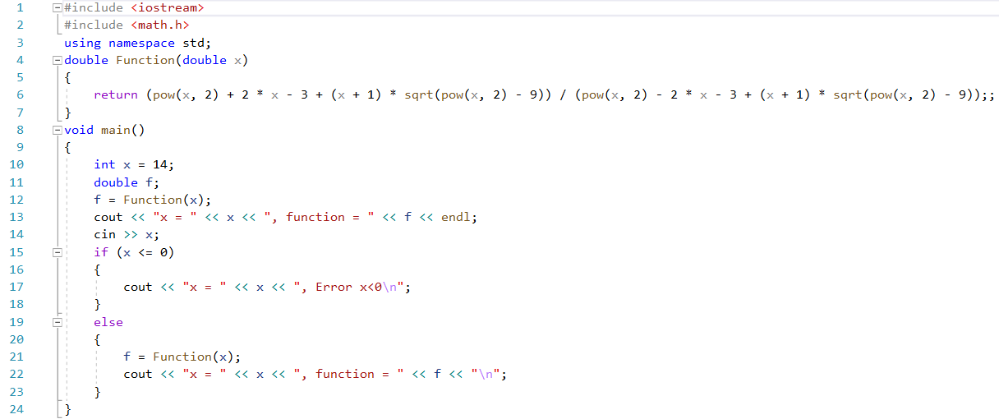 1 #include <iostream>
2 #include <math.h>
3 using namespace std;
4 double Function(double x)
5 {
6 return (pow(x, 2) + 2 * x - 3 + (x + 1) * sqrt(pow(x, 2) - 9)) / (pow(x, 2) - 2 * x - 3 + (x + 1) * sqrt(pow(x, 2) - 9));;
7 }
8 void main()
9 {
10 int x = 14;
11 double f;
12 f = Function(x);
13 cout << "x = " << x << ", function = " << f << endl;
14 cin >> x;
15 if (x <= 0)
16 {
17 cout << "x = " << x << ", Error x<0\n";
18 }
19 else
20 {
21 f = Function(x);
22 cout << "x = " << x << ", function = " << f << "\n";
23 }
24 }